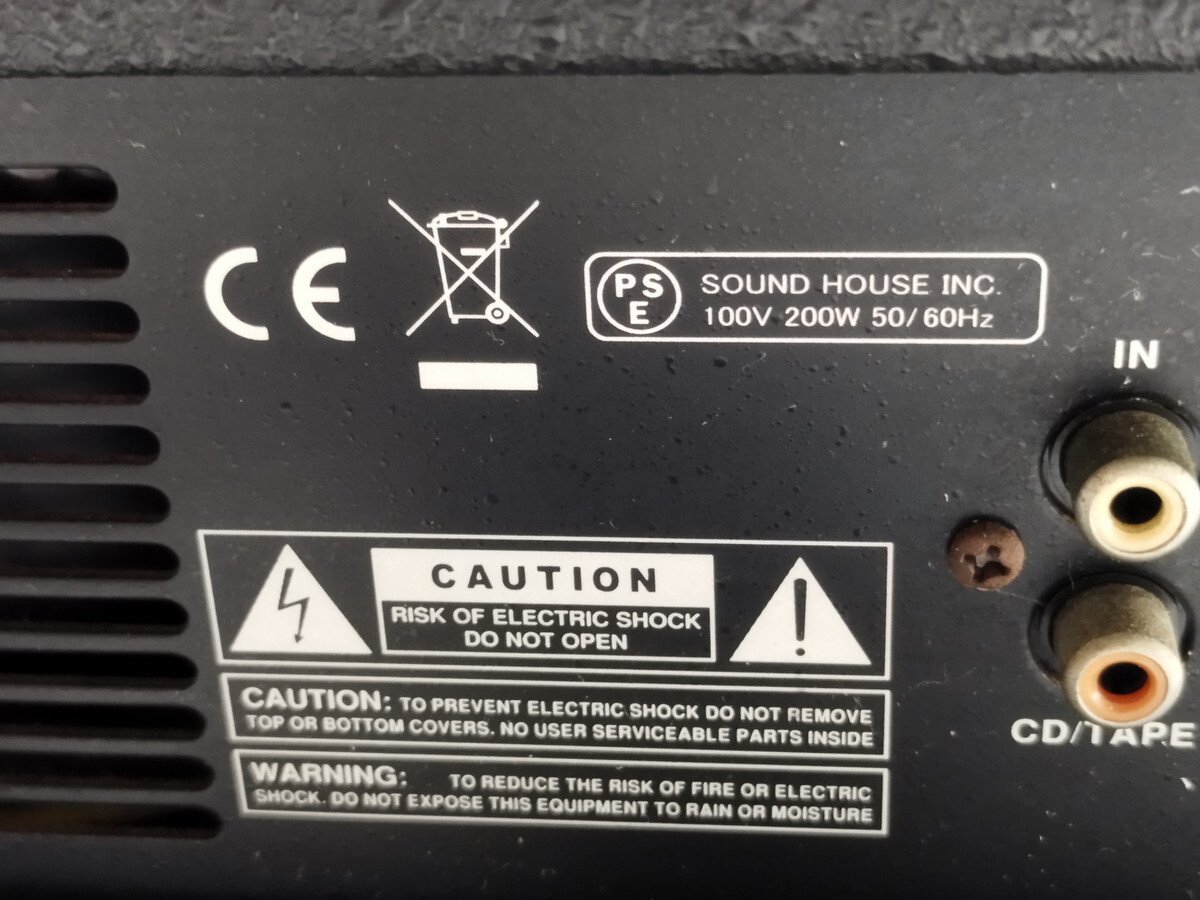 CE
PS
E
SOUND HOUSE INC.
100V 200W 50/60Hz
IN
CAUTION
RISK OF ELECTRIC SHOCK
DO NOT OPEN
CAUTION: TO PREVENT ELECTRIC SHOCK DO NOT REMOVE
TOP OR BOTTOM COVERS. NO USER SERVICEABLE PARTS INSIDE
WARNING: TO REDUCE THE RISK OF FIRE OR ELECTRIC
SHOCK. DO NOT EXPOSE THIS EQUIPMENT TO RAIN OR MOISTURE
CD/TAPE